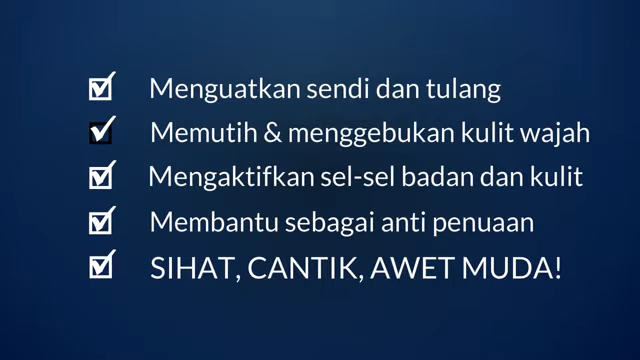 Menguatkan sendi dan tulang
Memutih & menggebukan kulit wajah
Mengaktifkan sel-sel badan dan kulit
Membantu sebagai anti penuaan
SIHAT, CANTIK, AWET MUDA!